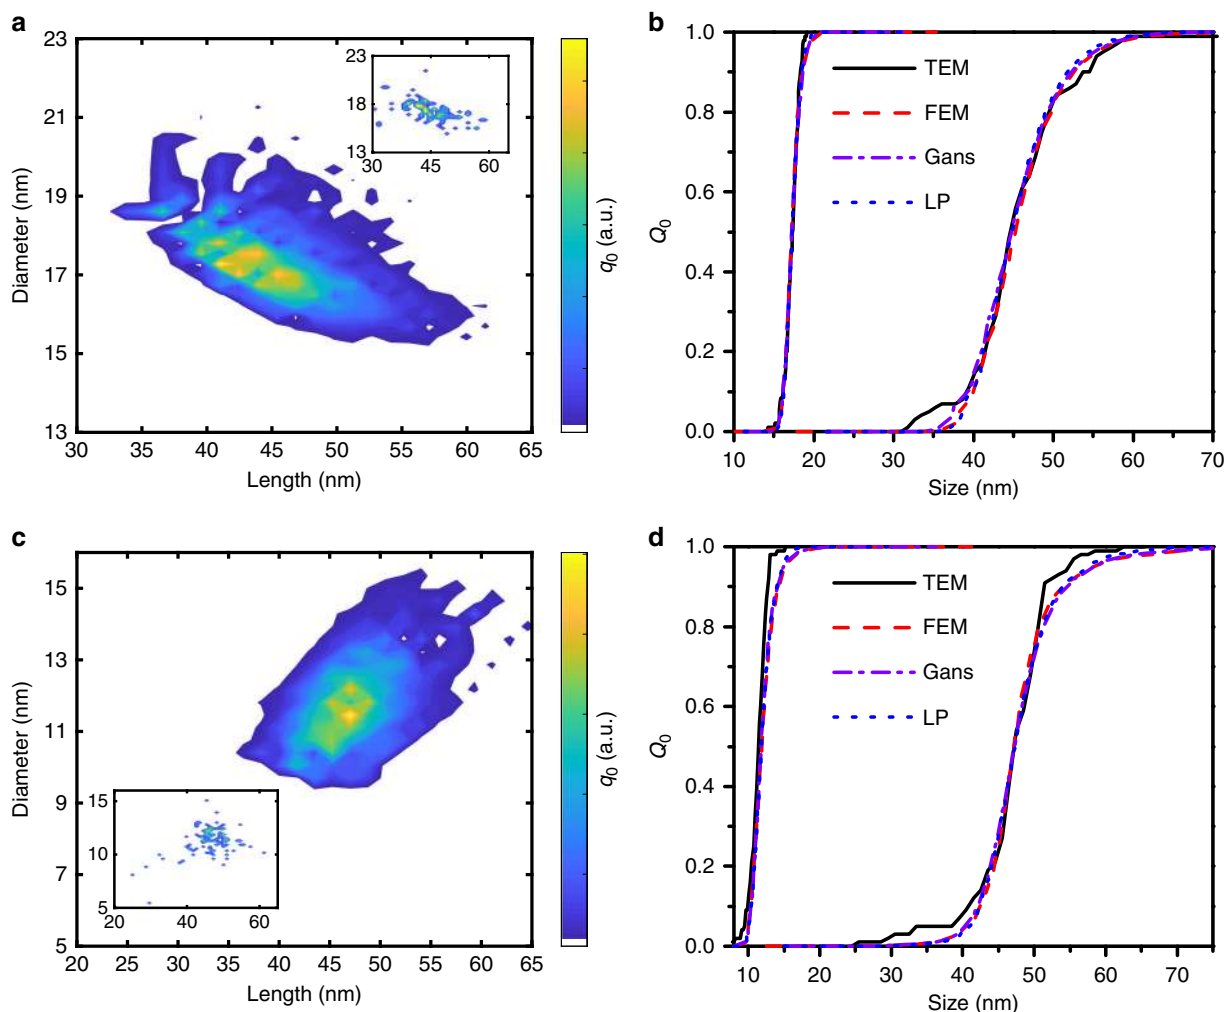 a
23
21
19
17
15
13
30 35 40 45 50 55 60 65
Length (nm)
Diameter (nm)
23
18
13
30 45 60
q0 (a.u.)
b
1.0
0.8
0.6
0.4
0.2
0.0
10 20 30 40 50 60 70
Size (nm)
Q0
TEM
FEM
Gans
LP
c
15
13
11
9
7
5
20 25 30 35 40 45 50 55 60 65
Length (nm)
Diameter (nm)
15
10
5
20 40 60
q0 (a.u.)
d
1.0
0.8
0.6
0.4
0.2
0.0
10 20 30 40 50 60 70
Size (nm)
Q0
TEM
FEM
Gans
LP